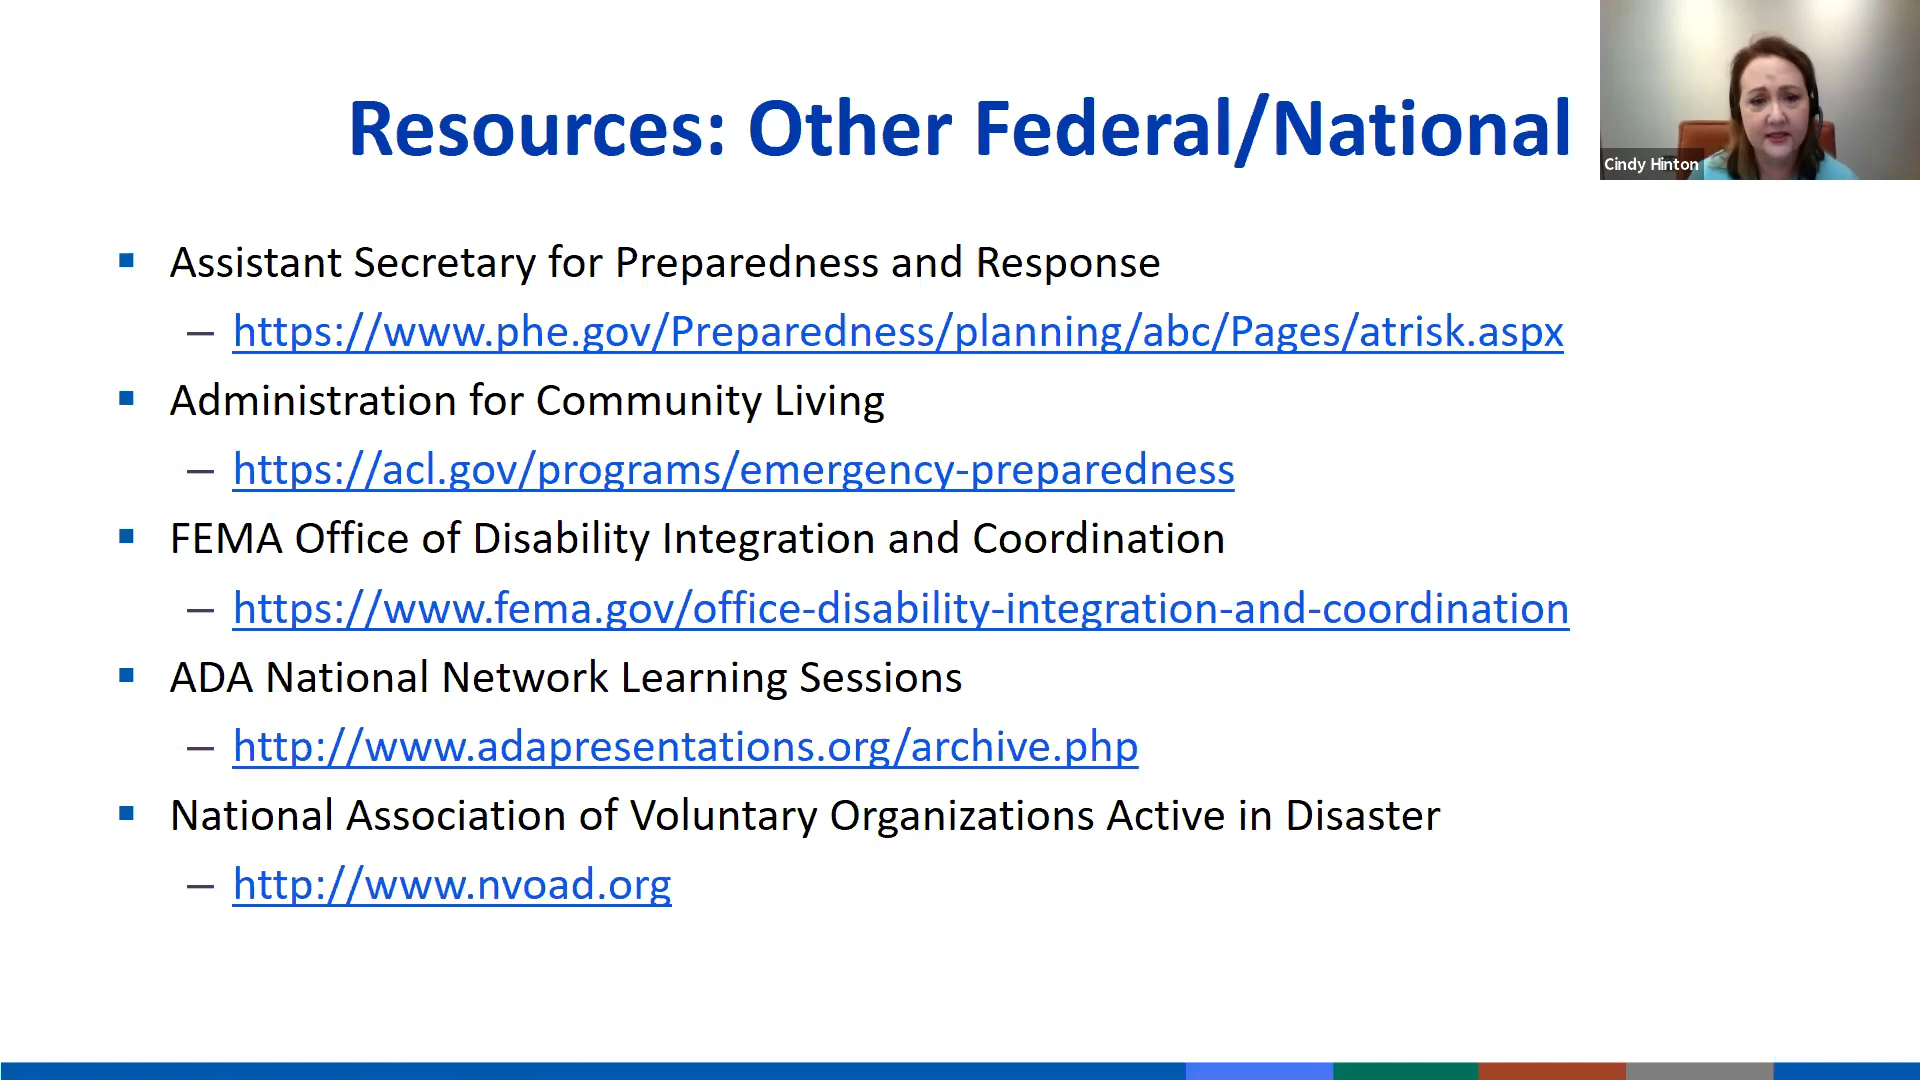 Resources: Other Federal/National
Cindy Hinton
▪ Assistant Secretary for Preparedness and Response
– https://www.phe.gov/Preparedness/planning/abc/Pages/atrisk.aspx
▪ Administration for Community Living
– https://acl.gov/programs/emergency-preparedness
▪ FEMA Office of Disability Integration and Coordination
– https://www.fema.gov/office-disability-integration-and-coordination
▪ ADA National Network Learning Sessions
– http://www.adapresentations.org/archive.php
▪ National Association of Voluntary Organizations Active in Disaster
– http://www.nvoad.org